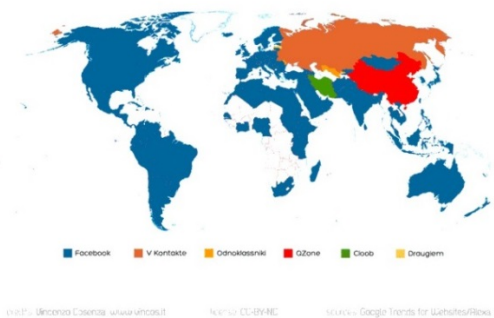 Facebook V Kontakte Odnoklassniki QZone Cloob Draugiem
credits: Vincenzo Cosenza www.vincos.it license: CC-BY-NC source: Google Trends for Websites/Alexa